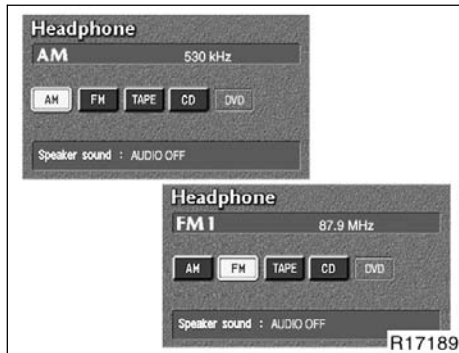 Headphone
AM 530 kHz
AM FM TAPE CD DVD
Speaker sound : AUDIO OFF
Headphone
FM1 87.9 MHz
AM FM TAPE CD DVD
Speaker sound : AUDIO OFF
R17189